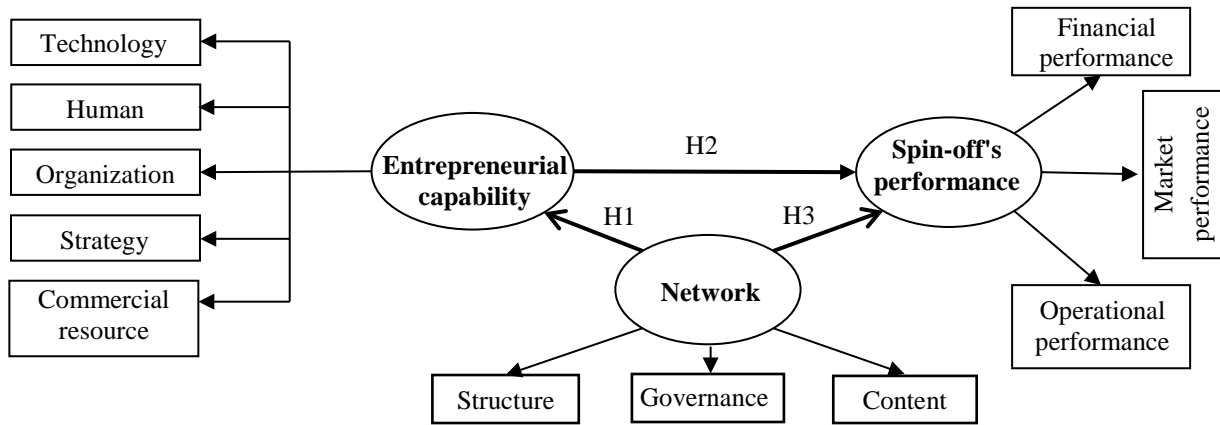 Technology
Human
Organization
Strategy
Commercial
resource
Entrepreneurial
capability
H2
H1
H3
Network
Structure
Governance
Content
Spin-off's
performance
Financial
performance
Market
performance
Operational
performance